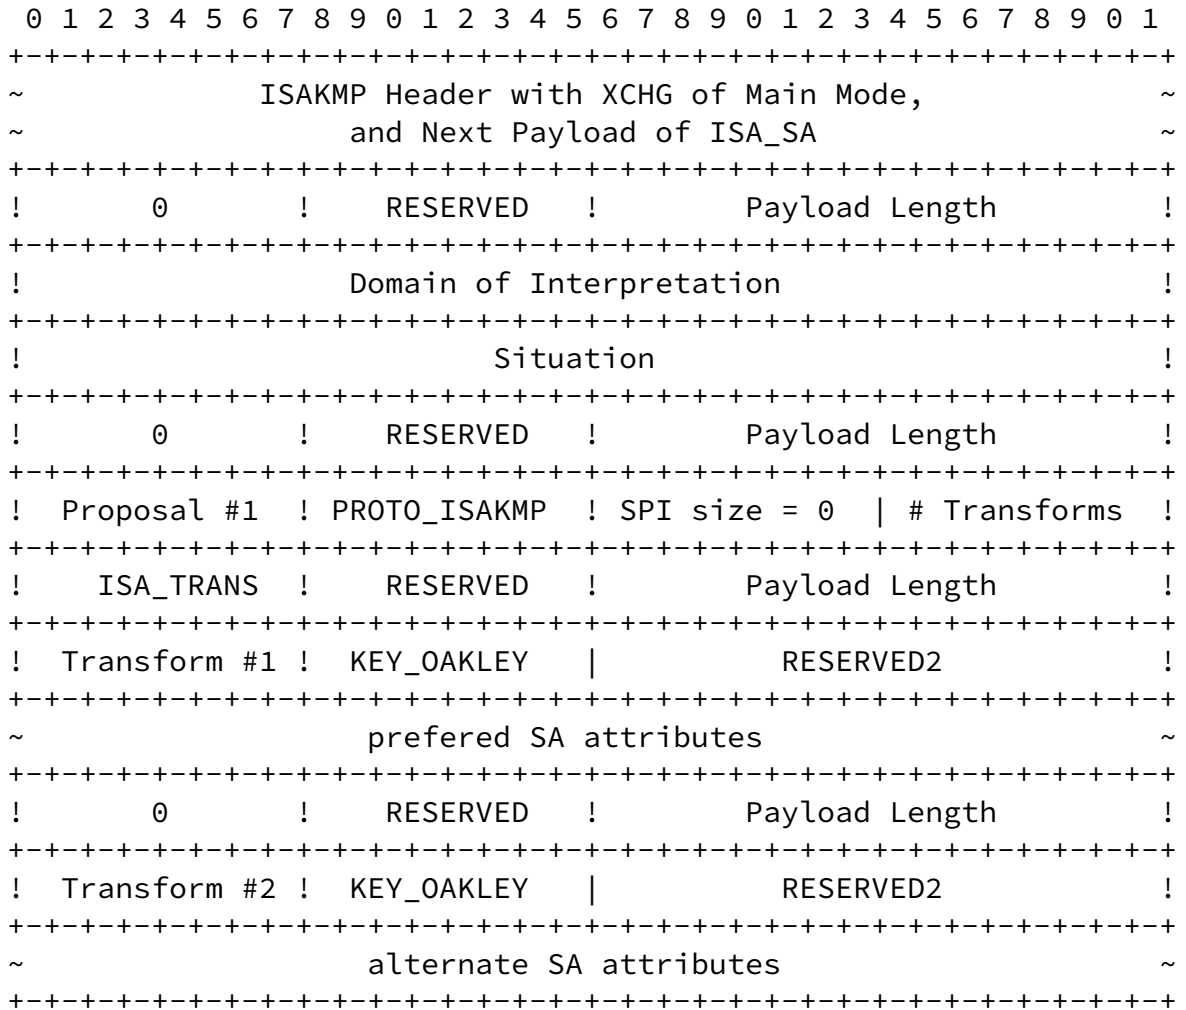 0 1 2 3 4 5 6 7 8 9 0 1 2 3 4 5 6 7 8 9 0 1 2 3 4 5 6 7 8 9 0 1
+-+-+-+-+-+-+-+-+-+-+-+-+-+-+-+-+-+-+-+-+-+-+-+-+-+-+-+-+-+-+-+-+
~             ISAKMP Header with XCHG of Main Mode,             ~
~                  and Next Payload of ISA_SA                   ~
+-+-+-+-+-+-+-+-+-+-+-+-+-+-+-+-+-+-+-+-+-+-+-+-+-+-+-+-+-+-+-+-+
!       0       !    RESERVED   !        Payload Length         !
+-+-+-+-+-+-+-+-+-+-+-+-+-+-+-+-+-+-+-+-+-+-+-+-+-+-+-+-+-+-+-+-+
!                  Domain of Interpretation                     !
+-+-+-+-+-+-+-+-+-+-+-+-+-+-+-+-+-+-+-+-+-+-+-+-+-+-+-+-+-+-+-+-+
!                          Situation                            !
+-+-+-+-+-+-+-+-+-+-+-+-+-+-+-+-+-+-+-+-+-+-+-+-+-+-+-+-+-+-+-+-+
!       0       !    RESERVED   !        Payload Length         !
+-+-+-+-+-+-+-+-+-+-+-+-+-+-+-+-+-+-+-+-+-+-+-+-+-+-+-+-+-+-+-+-+
!  Proposal #1  ! PROTO_ISAKMP  ! SPI size = 0  | # Transforms  !
+-+-+-+-+-+-+-+-+-+-+-+-+-+-+-+-+-+-+-+-+-+-+-+-+-+-+-+-+-+-+-+-+
!    ISA_TRANS  !    RESERVED   !        Payload Length         !
+-+-+-+-+-+-+-+-+-+-+-+-+-+-+-+-+-+-+-+-+-+-+-+-+-+-+-+-+-+-+-+-+
!  Transform #1 !  KEY_OAKLEY   |          RESERVED2            !
+-+-+-+-+-+-+-+-+-+-+-+-+-+-+-+-+-+-+-+-+-+-+-+-+-+-+-+-+-+-+-+-+
~                   prefered SA attributes                      ~
+-+-+-+-+-+-+-+-+-+-+-+-+-+-+-+-+-+-+-+-+-+-+-+-+-+-+-+-+-+-+-+-+
!       0       !    RESERVED   !        Payload Length         !
+-+-+-+-+-+-+-+-+-+-+-+-+-+-+-+-+-+-+-+-+-+-+-+-+-+-+-+-+-+-+-+-+
!  Transform #2 !  KEY_OAKLEY   |          RESERVED2            !
+-+-+-+-+-+-+-+-+-+-+-+-+-+-+-+-+-+-+-+-+-+-+-+-+-+-+-+-+-+-+-+-+
~                   alternate SA attributes                     ~
+-+-+-+-+-+-+-+-+-+-+-+-+-+-+-+-+-+-+-+-+-+-+-+-+-+-+-+-+-+-+-+-+